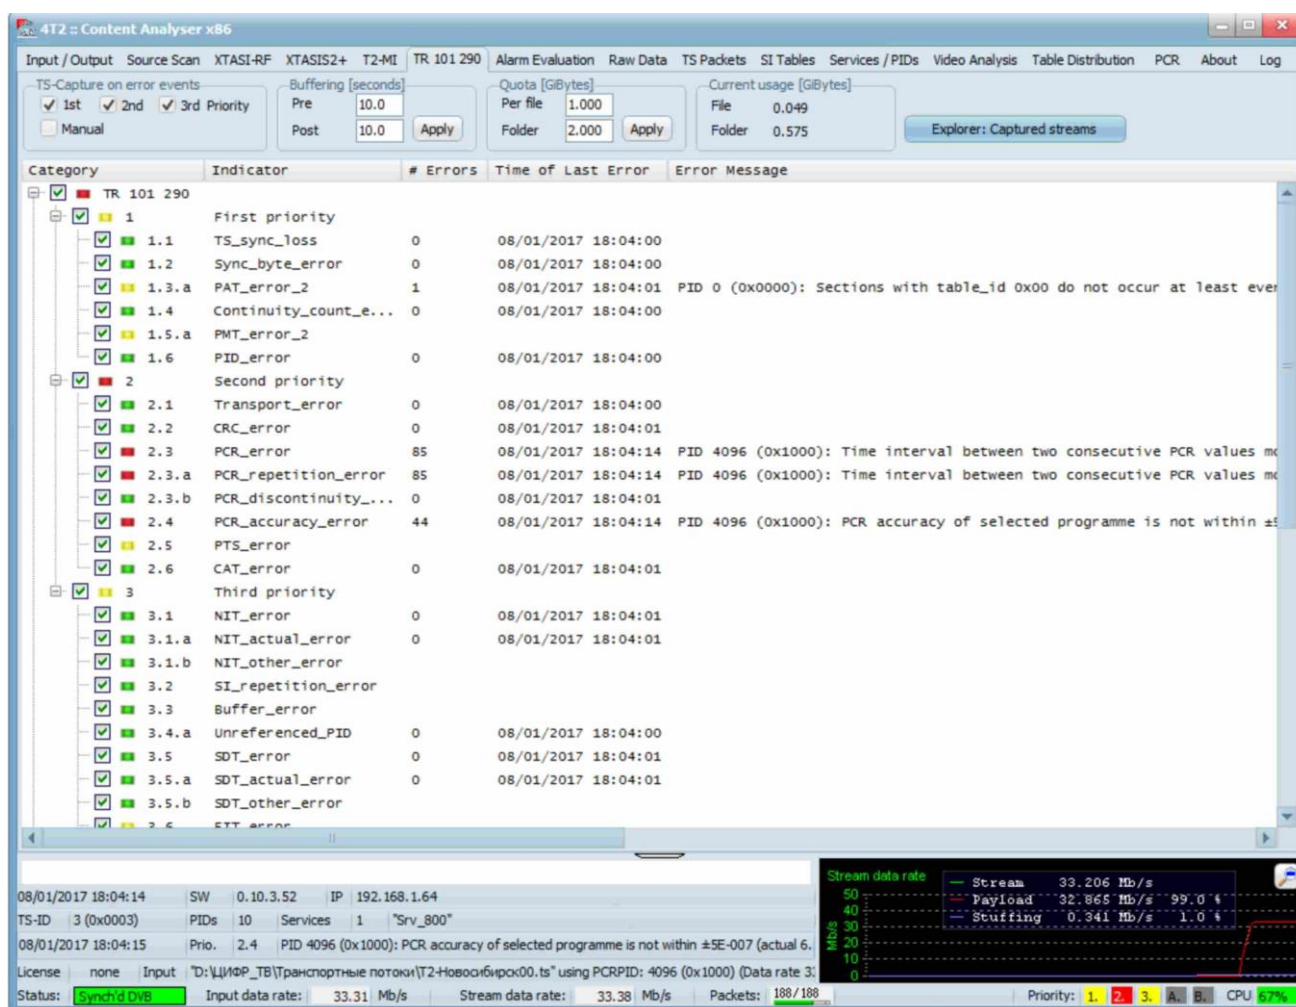 4T2 :: Content Analyser x86
Input / Output Source Scan XTASI-RF XTASIS2+ T2-MI TR 101 290 Alarm Evaluation Raw Data TS Packets SI Tables Services / PIDs Video Analysis Table Distribution PCR About Log
TS-Capture on error events Buffering [seconds] Quota [GiBytes] Current usage [GiBytes]
1st 2nd 3rd Priority Pre 10.0 Per file 1.000 File 0.049
Manual Post 10.0 Apply Folder 2.000 Apply Folder 0.575 Explorer: Captured streams
Category Indicator # Errors Time of Last Error Error Message
TR 101 290
1 First priority
1.1 TS_sync_loss 0 08/01/2017 18:04:00
1.2 Sync_byte_error 0 08/01/2017 18:04:00
1.3.a PAT_error_2 1 08/01/2017 18:04:01 PID 0 (0x0000): Sections with table_id 0x00 do not occur at least ever
1.4 Continuity_count_e... 0 08/01/2017 18:04:00
1.5.a PMT_error_2
1.6 PID_error 0 08/01/2017 18:04:00
2 Second priority
2.1 Transport_error 0 08/01/2017 18:04:00
2.2 CRC_error 0 08/01/2017 18:04:01
2.3 PCR_error 85 08/01/2017 18:04:14 PID 4096 (0x1000): Time interval between two consecutive PCR values mo
2.3.a PCR_repetition_error 85 08/01/2017 18:04:14 PID 4096 (0x1000): Time interval between two consecutive PCR values mo
2.3.b PCR_discontinuity_... 0 08/01/2017 18:04:01
2.4 PCR_accuracy_error 44 08/01/2017 18:04:14 PID 4096 (0x1000): PCR accuracy of selected programme is not within ±5
2.5 PTS_error
2.6 CAT_error 0 08/01/2017 18:04:01
3 Third priority
3.1 NIT_error 0 08/01/2017 18:04:01
3.1.a NIT_actual_error 0 08/01/2017 18:04:01
3.1.b NIT_other_error
3.2 SI_repetition_error
3.3 Buffer_error
3.4.a Unreferenced_PID 0 08/01/2017 18:04:00
3.5 SDT_error 0 08/01/2017 18:04:01
3.5.a SDT_actual_error 0 08/01/2017 18:04:01
3.5.b SDT_other_error
3.6 EIT_error
08/01/2017 18:04:14 SW 0.10.3.52 IP 192.168.1.64
TS-ID 3 (0x0003) PIDs 10 Services 1 "Srv_800"
08/01/2017 18:04:15 Prio. 2.4 PID 4096 (0x1000): PCR accuracy of selected programme is not within ±5E-007 (actual 6.
License none Input "D:\ЦИФР_ТВ\Транспортные потоки\T2-Новосибирск00.ts" using PCRPID: 4096 (0x1000) (Data rate 3
Stream data rate
Mb/s
50
40
30
20
10
0
Stream 33.206 Mb/s
Payload 32.865 Mb/s 99.0 %
Stuffing 0.341 Mb/s 1.0 %
Status: Synch'd DVB Input data rate: 33.31 Mb/s Stream data rate: 33.38 Mb/s Packets: 188/188 Priority: 1. 2. 3. A. B. CPU 67%